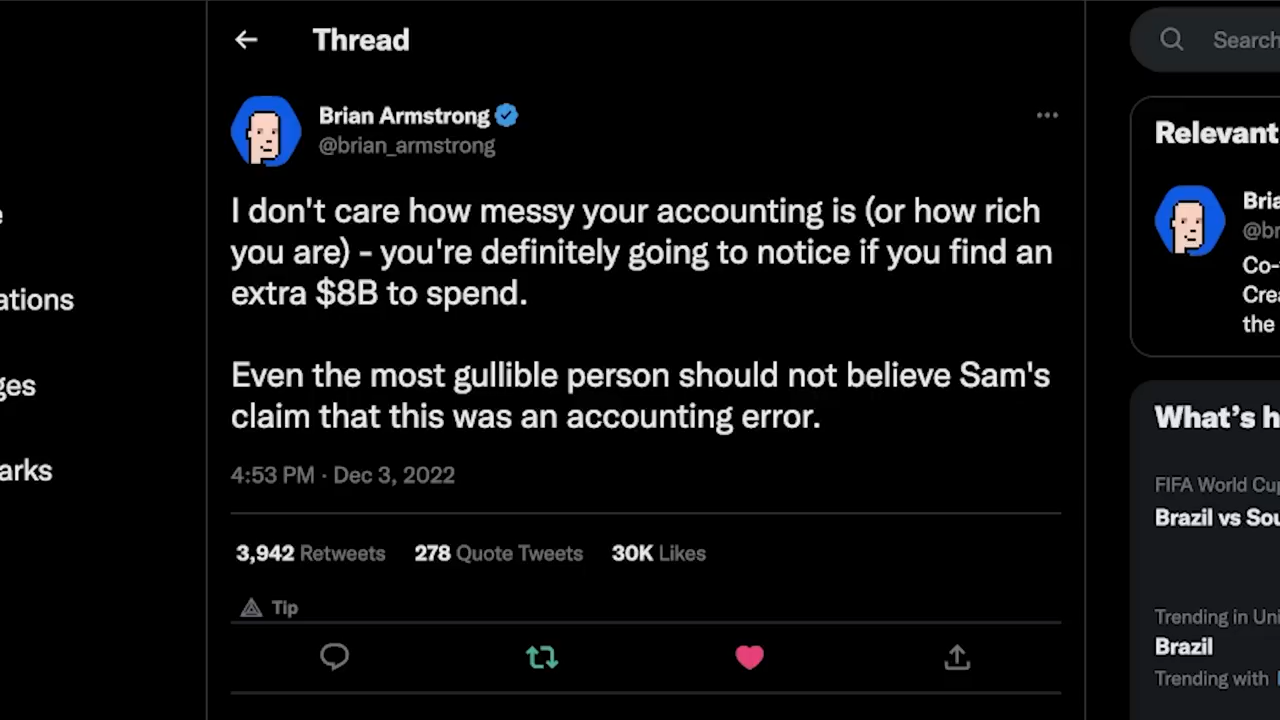 Thread
Search
Brian Armstrong
@brian_armstrong
I don't care how messy your accounting is (or how rich
you are) - you're definitely going to notice if you find an
extra $8B to spend.
Even the most gullible person should not believe Sam's
claim that this was an accounting error.
4:53 PM · Dec 3, 2022
3,942 Retweets 278 Quote Tweets 30K Likes
Tip
ations
ges
arks
Relevant
Bria
@br
Co-
Crea
the
What's h
FIFA World Cup
Brazil vs Sou
Trending in Uni
Brazil
Trending with